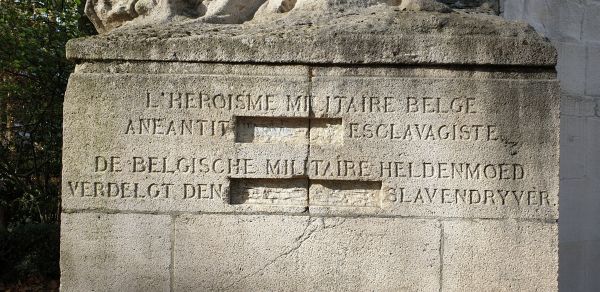 L'HEROISME MILITAIRE BELGE
ANEANTIT ESCLAVAGISTE.
DE BELGISCHE MILITAIRE HELDENMOED
VERDELGT DEN SLAVENDRYVER.